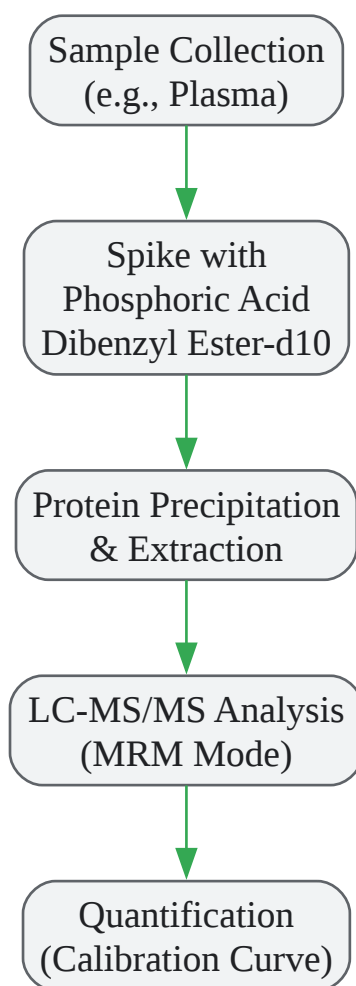 Sample Collection
(e.g., Plasma)
Spike with
Phosphoric Acid
Dibenzyl Ester-d10
Protein Precipitation
& Extraction
LC-MS/MS Analysis
(MRM Mode)
Quantification
(Calibration Curve)